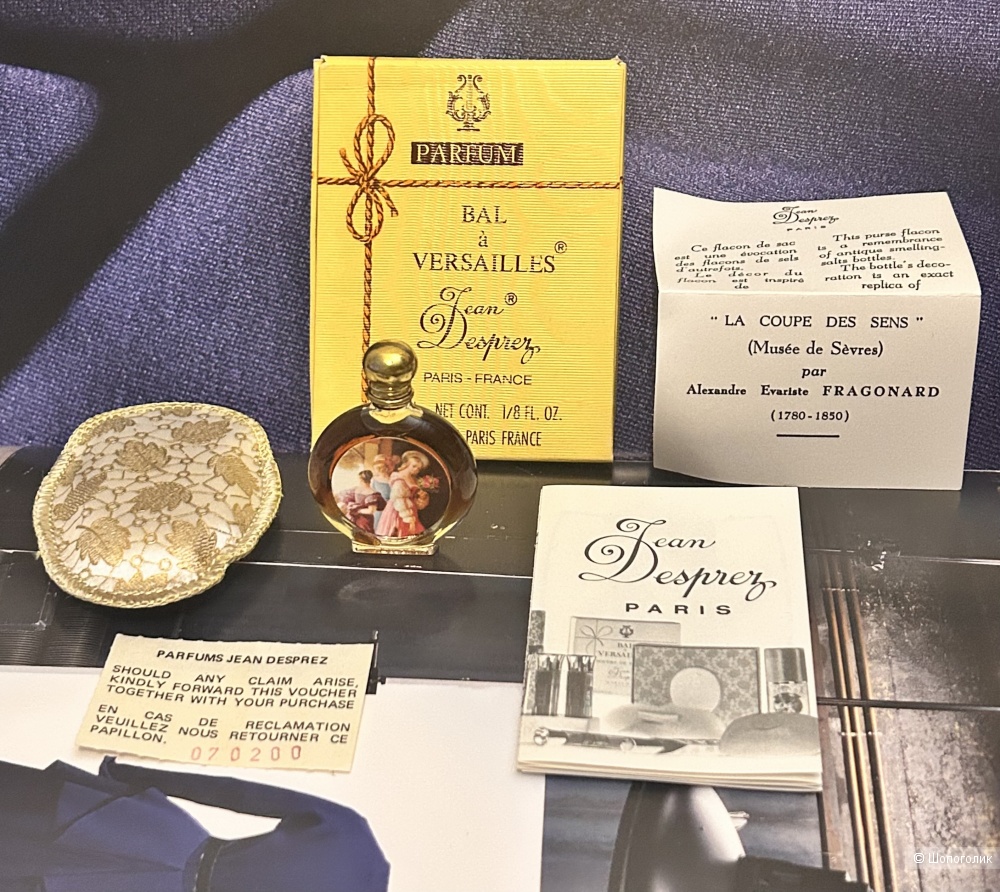 PARFUM
BAL
à
VERSAILLES®
Jean®
Desprez
PARIS - FRANCE
NET CONT. 1/8 FL. OZ.
PARIS FRANCE
Jean
Desprez
PARIS
Ce flacon de sac
est une évocation
des flacons de sels
d'autrefois.
Le décor du
flacon est inspiré
de
This purse flacon
is a remembrance
of antique smelling-
salts bottles.
The bottle's deco-
ration is an exact
replica of
" LA COUPE DES SENS "
(Musée de Sèvres)
par
Alexandre Evariste FRAGONARD
(1780-1850)
Jean
Desprez
PARIS
BAL
à
PARFUMS JEAN DESPREZ
SHOULD ANY CLAIM ARISE,
KINDLY FORWARD THIS VOUCHER
TOGETHER WITH YOUR PURCHASE
EN CAS DE RECLAMATION
VEUILLEZ NOUS RETOURNER CE
PAPILLON.
070200
© Шопоголик